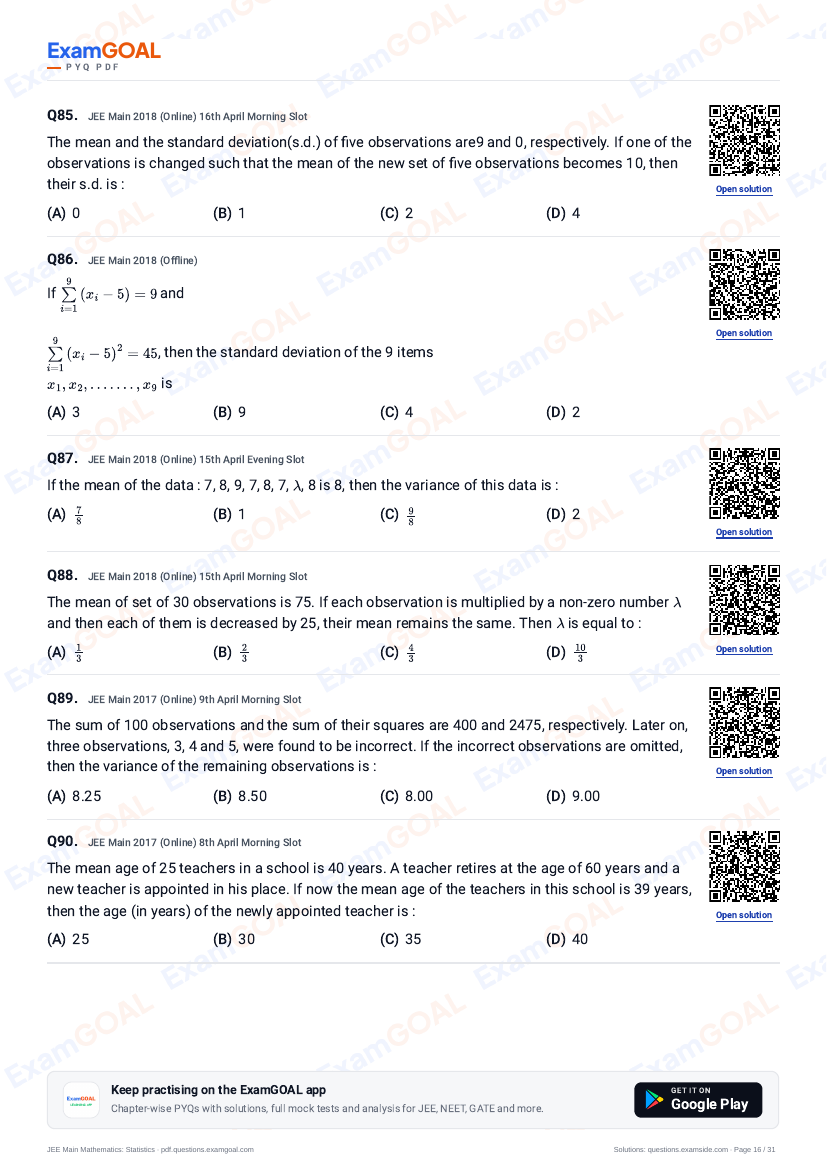 ExamGOAL
PYQ PDF
Q85. JEE Main 2018 (Online) 16th April Morning Slot
The mean and the standard deviation(s.d.) of five observations are9 and 0, respectively. If one of the
observations is changed such that the mean of the new set of five observations becomes 10, then
their s.d. is :
(A) 0 (B) 1 (C) 2 (D) 4
Open solution
Q86. JEE Main 2018 (Offline)
If \sum_{i=1}^{9} (x_i − 5) = 9 and
\sum_{i=1}^{9} (x_i − 5)^2 = 45, then the standard deviation of the 9 items
x_1, x_2, ......., x_9 is
(A) 3 (B) 9 (C) 4 (D) 2
Open solution
Q87. JEE Main 2018 (Online) 15th April Evening Slot
If the mean of the data : 7, 8, 9, 7, 8, 7, λ, 8 is 8, then the variance of this data is :
(A) 7/8 (B) 1 (C) 9/8 (D) 2
Open solution
Q88. JEE Main 2018 (Online) 15th April Morning Slot
The mean of set of 30 observations is 75. If each observation is multiplied by a non-zero number λ
and then each of them is decreased by 25, their mean remains the same. Then λ is equal to :
(A) 1/3 (B) 2/3 (C) 4/3 (D) 10/3
Open solution
Q89. JEE Main 2017 (Online) 9th April Morning Slot
The sum of 100 observations and the sum of their squares are 400 and 2475, respectively. Later on,
three observations, 3, 4 and 5, were found to be incorrect. If the incorrect observations are omitted,
then the variance of the remaining observations is :
(A) 8.25 (B) 8.50 (C) 8.00 (D) 9.00
Open solution
Q90. JEE Main 2017 (Online) 8th April Morning Slot
The mean age of 25 teachers in a school is 40 years. A teacher retires at the age of 60 years and a
new teacher is appointed in his place. If now the mean age of the teachers in this school is 39 years,
then the age (in years) of the newly appointed teacher is :
(A) 25 (B) 30 (C) 35 (D) 40
Open solution
ExamGOAL
Keep practising on the ExamGOAL app
Chapter-wise PYQs with solutions, full mock tests and analysis for JEE, NEET, GATE and more.
GET IT ON
Google Play
JEE Main Mathematics: Statistics · pdf.questions.examgoal.com
Solutions: questions.examside.com · Page 16 / 31